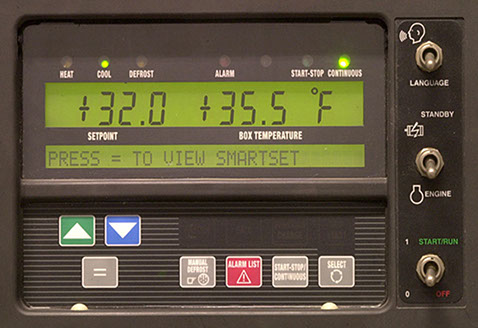 HEAT COOL DEFROST ALARM START-STOP CONTINUOUS
+32.0 +35.5 °F
SETPOINT BOX TEMPERATURE
PRESS = TO VIEW SMARTSET
=
MANUAL DEFROST
ALARM LIST
START-STOP/ CONTINUOUS
SELECT
LANGUAGE
STANDBY
ENGINE
1 START/RUN
0 OFF